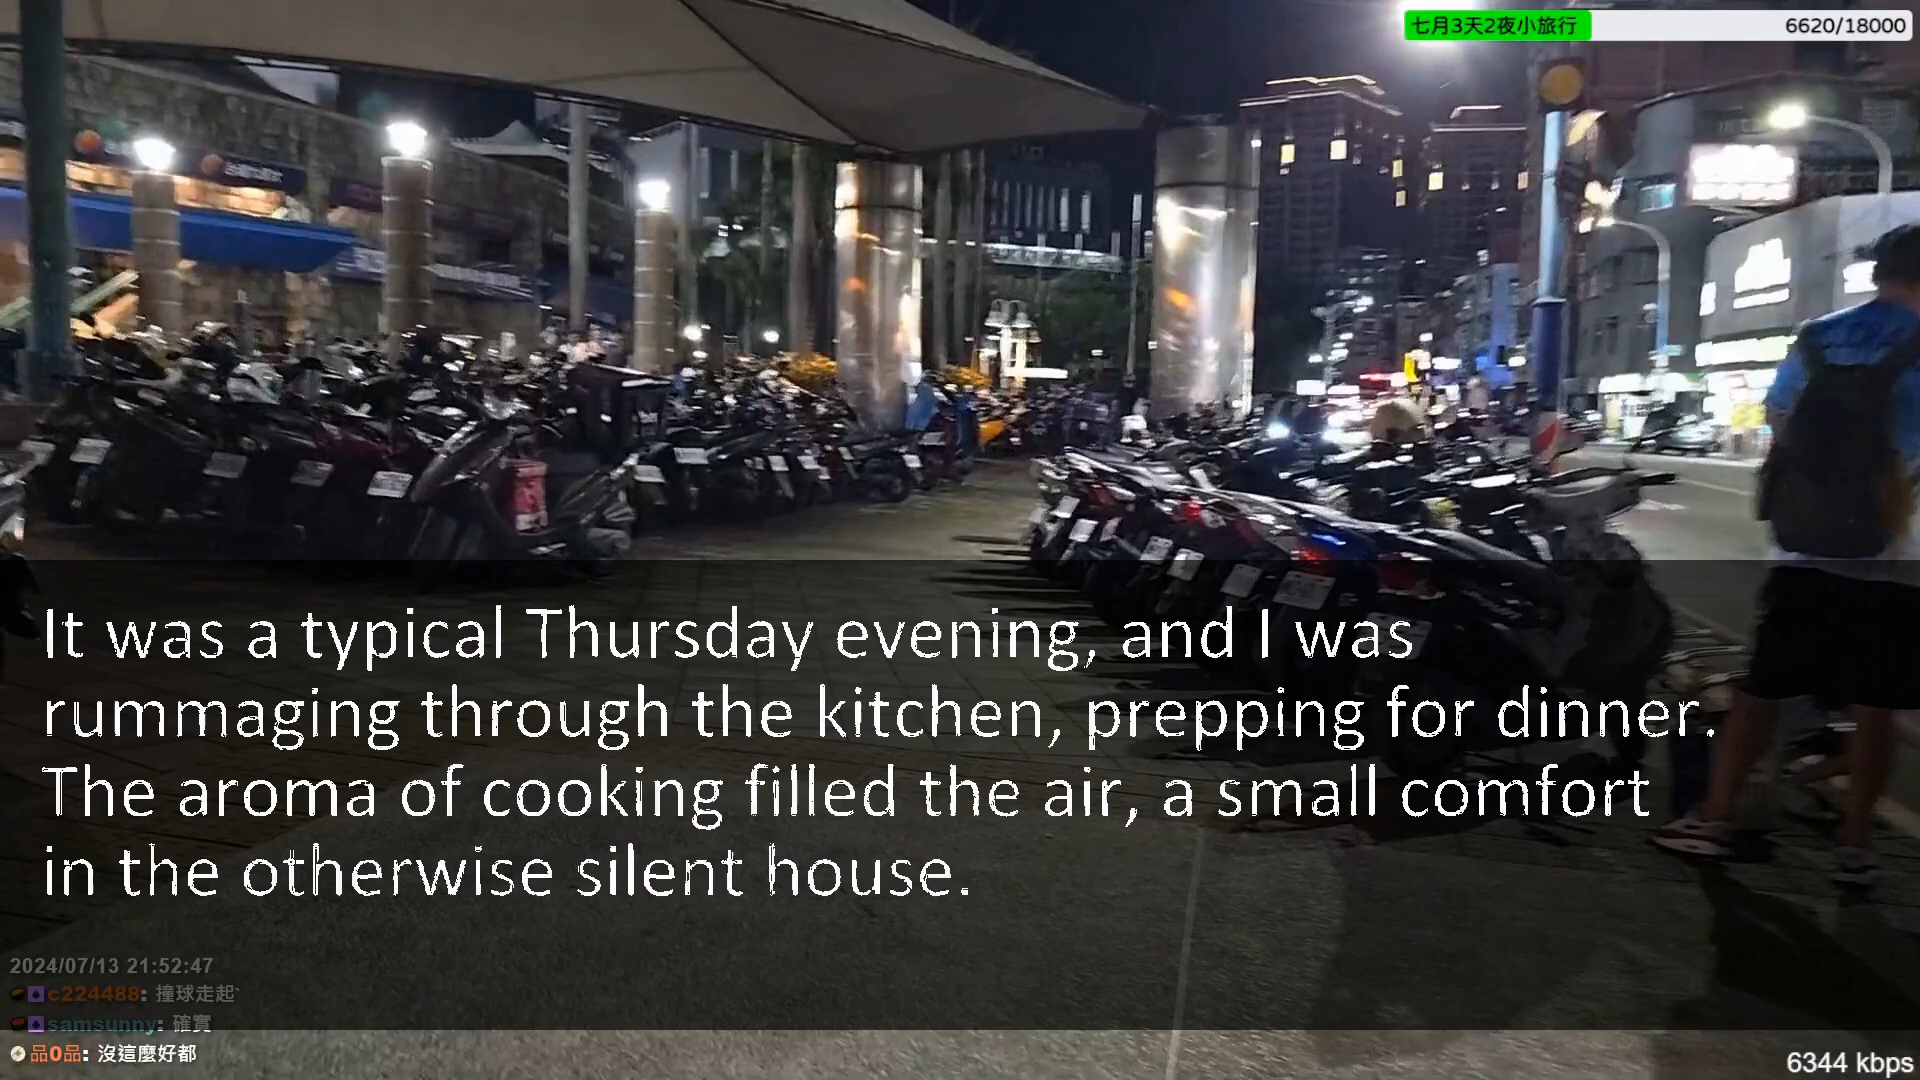 七月3天2夜小旅行 6620/18000
It was a typical Thursday evening, and I was
rummaging through the kitchen, prepping for dinner.
The aroma of cooking filled the air, a small comfort
in the otherwise silent house.
2024/07/13 21:52:47
c224488: 撞球走起ˋ
samsunny: 確實
品0品: 沒這麼好都
6344 kbps